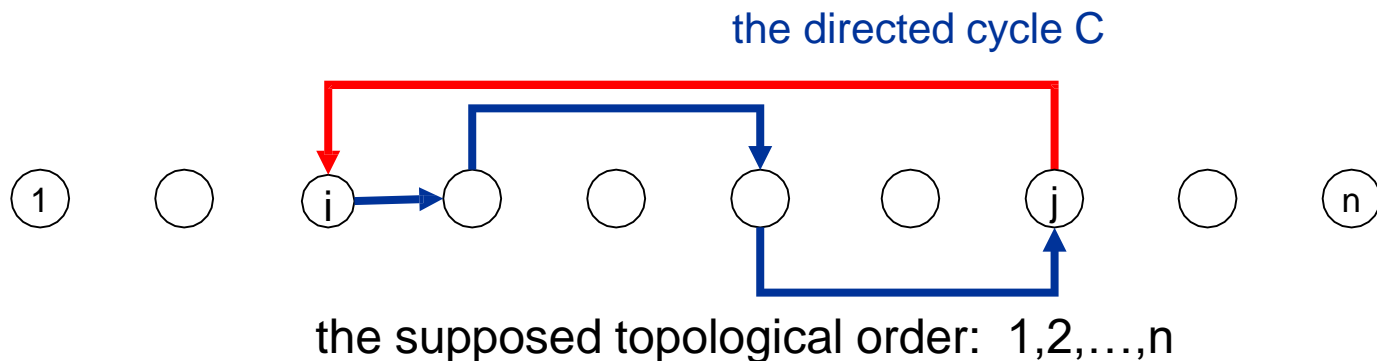 the directed cycle C
1 i j n
the supposed topological order: 1,2,…,n